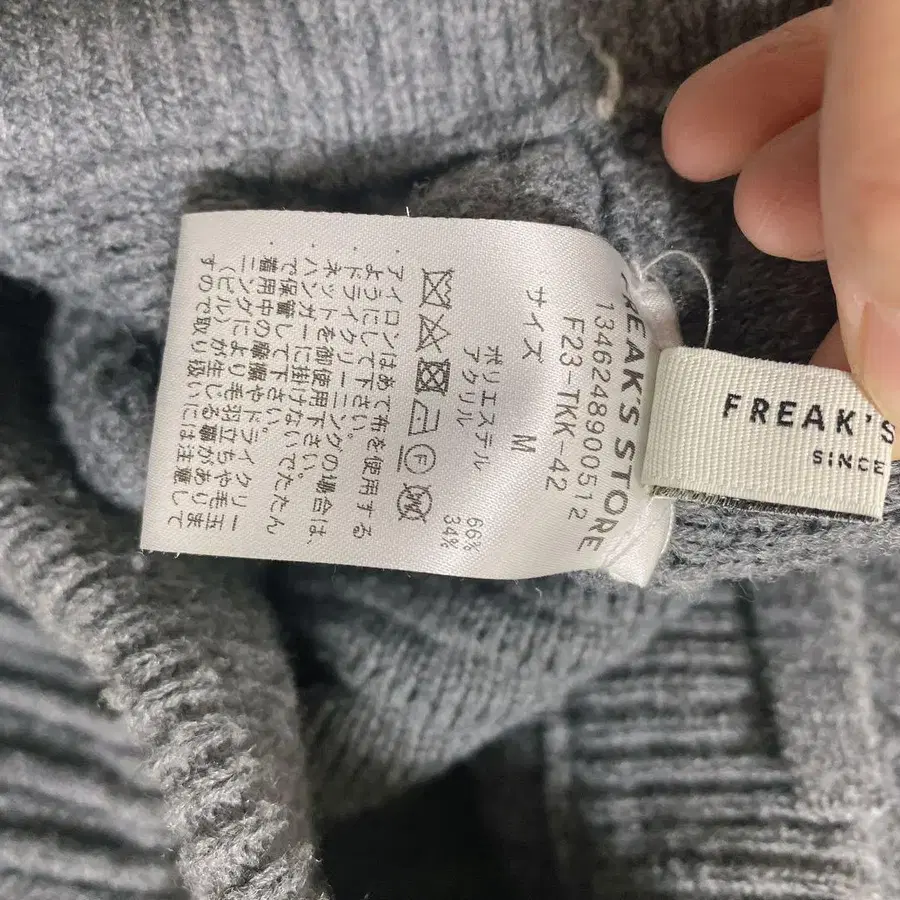 FREAK'S STORE
13462489005​12
F23-TKK-42
サイズ M
ポリエステル 66%
アクリル 34%
・アイロンはあて布を使用する
ようにして下さい。
・ドライクリーニングの場合は、
ネットを御使用下さい。
・ハンガーに掛けないでたたん
で保管して下さい。
・着用中の摩擦やドライクリー
ニングにより毛羽立ちや毛玉
(ピル)が生じる場合がありま
すので取り扱いには注意して
FREAK'S
SINCE